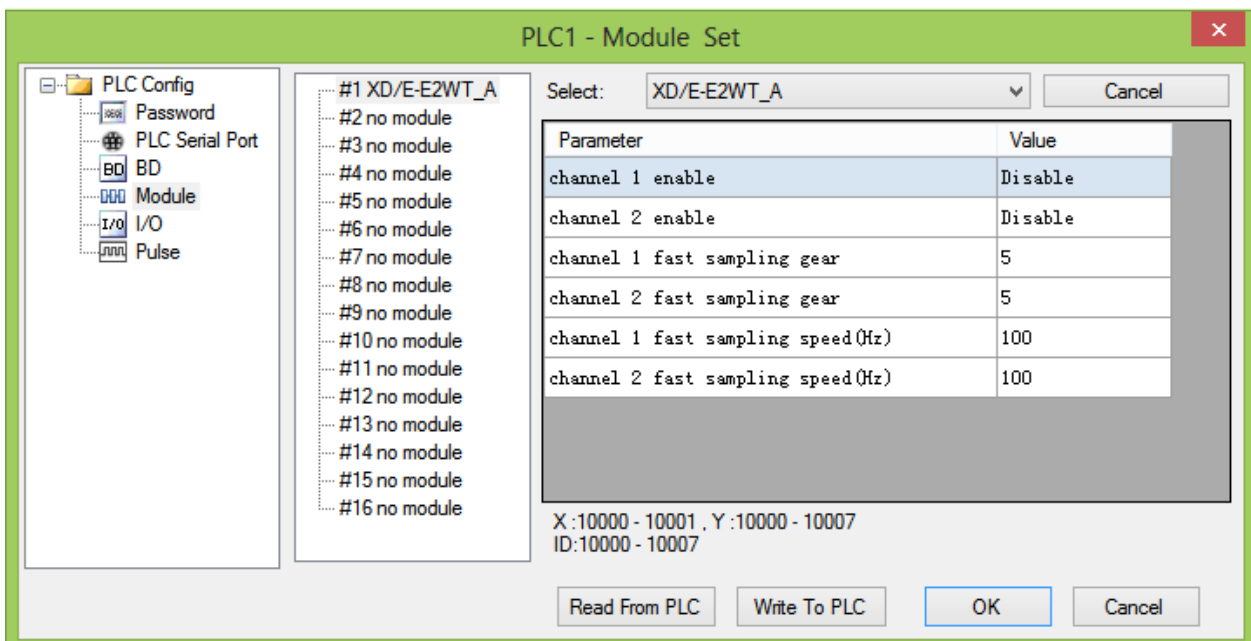 PLC1 - Module Set
PLC Config
Password
PLC Serial Port
BD BD
Module
I/O I/O
Pulse
#1 XD/E-E2WT_A
#2 no module
#3 no module
#4 no module
#5 no module
#6 no module
#7 no module
#8 no module
#9 no module
#10 no module
#11 no module
#12 no module
#13 no module
#14 no module
#15 no module
#16 no module
Select: XD/E-E2WT_A Cancel
Parameter Value
channel 1 enable Disable
channel 2 enable Disable
channel 1 fast sampling gear 5
channel 2 fast sampling gear 5
channel 1 fast sampling speed(Hz) 100
channel 2 fast sampling speed(Hz) 100
X :10000 - 10001 , Y :10000 - 10007
ID:10000 - 10007
Read From PLC Write To PLC OK Cancel